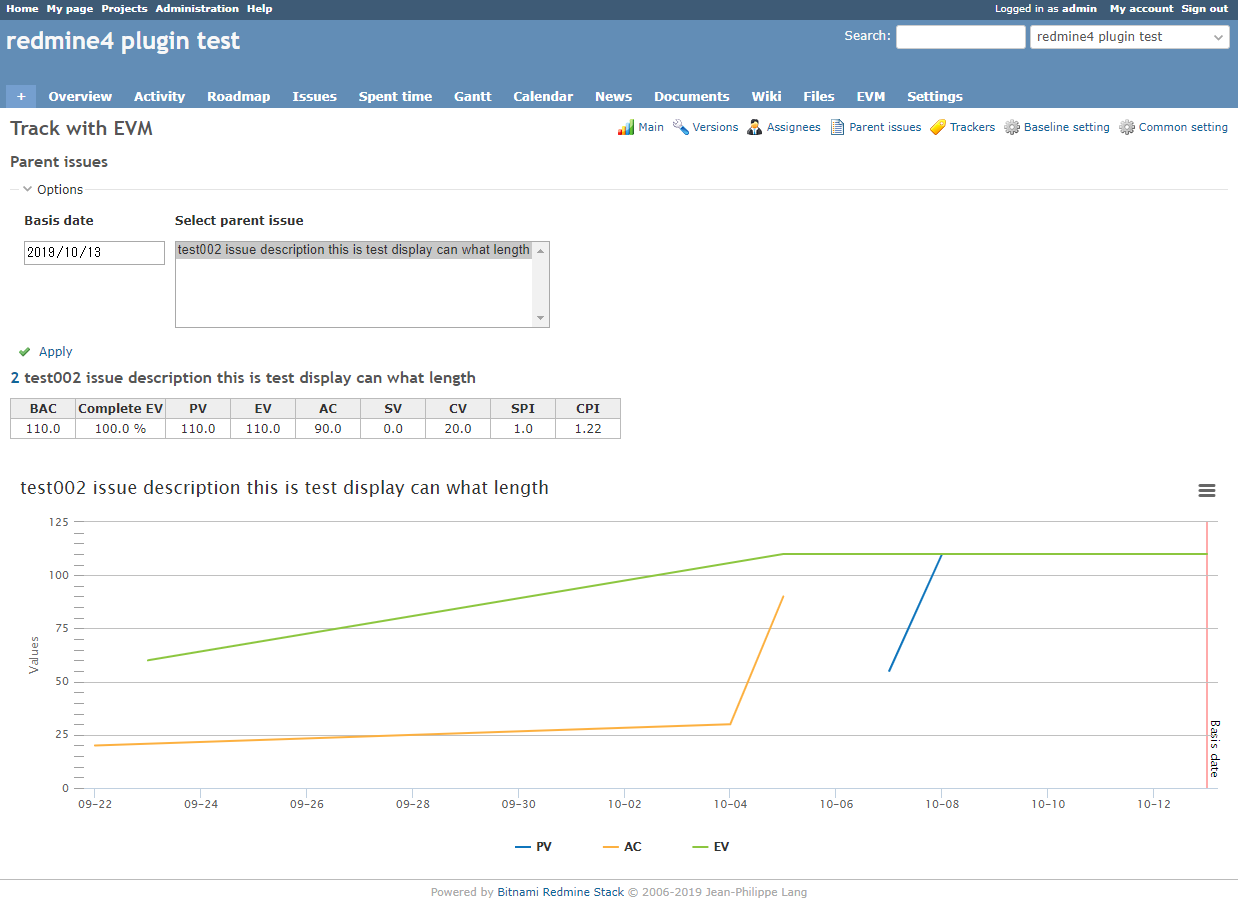 Home My page Projects Administration Help Logged in as admin My account Sign out
redmine4 plugin test Search: redmine4 plugin test
+ Overview Activity Roadmap Issues Spent time Gantt Calendar News Documents Wiki Files EVM Settings
Track with EVM Main Versions Assignees Parent issues Trackers Baseline setting Common setting
Parent issues
Options
Basis date Select parent issue
2019/10/13 test002 issue description this is test display can what length
Apply
2 test002 issue description this is test display can what length
BAC Complete EV PV EV AC SV CV SPI CPI
110.0 100.0 % 110.0 110.0 90.0 0.0 20.0 1.0 1.22
test002 issue description this is test display can what length
125
100
75
50
25
0
Values
Basis date
09-22 09-24 09-26 09-28 09-30 10-02 10-04 10-06 10-08 10-10 10-12
PV AC EV
Powered by Bitnami Redmine Stack © 2006-2019 Jean-Philippe Lang